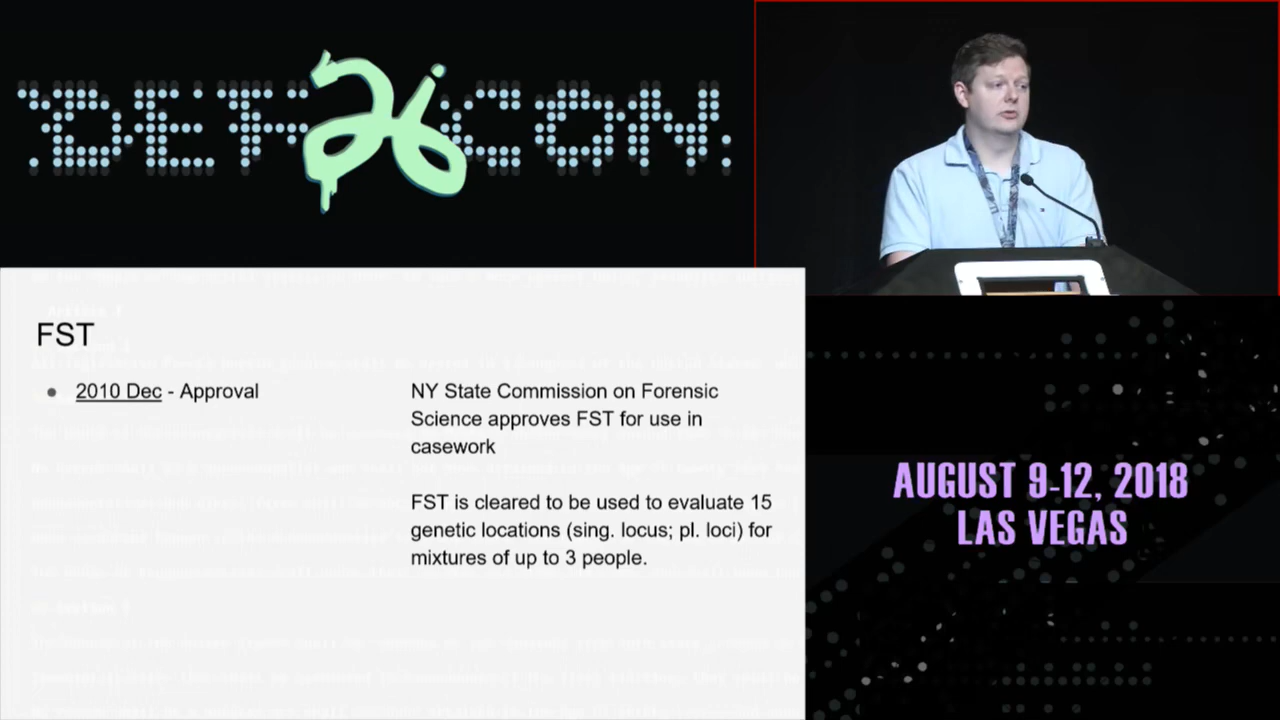 DEF CON
26
FST
2010 Dec - Approval
NY State Commission on Forensic
Science approves FST for use in
casework
FST is cleared to be used to evaluate 15
genetic locations (sing. locus; pl. loci) for
mixtures of up to 3 people.
AUGUST 9-12, 2018
LAS VEGAS